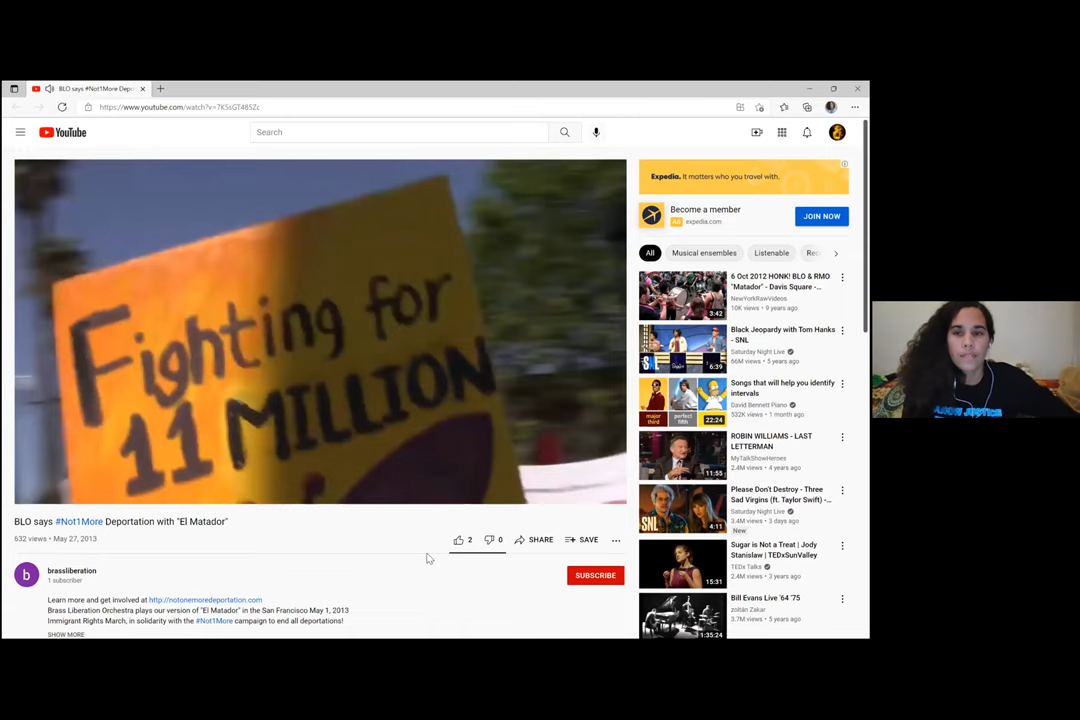 BLO says #Not1More Depo
https://www.youtube.com/watch?v=7K5sGT485Zc
YouTube
Search
Fighting for
11 MILLION
BLO says #Not1More Deportation with "El Matador"
632 views • May 27, 2013
2
0
SHARE
SAVE
b
brassliberation
1 subscriber
SUBSCRIBE
Learn more and get involved at http://notonemoredeportation.com
Brass Liberation Orchestra plays our version of "El Matador" in the San Francisco May 1, 2013
Immigrant Rights March, in solidarity with the #Not1More campaign to end all deportations!
SHOW MORE
Expedia. It matters who you travel with.
Become a member
Ad expedia.com
JOIN NOW
All
Musical ensembles
Listenable
Rec
3:42
6 Oct 2012 HONK! BLO & RMO
"Matador" - Davis Square -...
NewYorkRawVideos
10K views • 9 years ago
SNL
6:39
Black Jeopardy with Tom Hanks
- SNL
Saturday Night Live
66M views • 5 years ago
major
third
perfect
fifth
22:24
Songs that will help you identify
intervals
David Bennett Piano
532K views • 1 month ago
11:55
ROBIN WILLIAMS - LAST
LETTERMAN
MyTalkShowHeroes
2.4M views • 4 years ago
SNL
4:11
Please Don't Destroy - Three
Sad Virgins (ft. Taylor Swift) -...
Saturday Night Live
3.4M views • 3 days ago
New
15:31
Sugar is Not a Treat | Jody
Stanislaw | TEDxSunValley
TEDx Talks
2.4M views • 3 years ago
1:35:24
Bill Evans Live '64 '75
zoltán Zakar
3.7M views • 5 years ago
JUSTICE